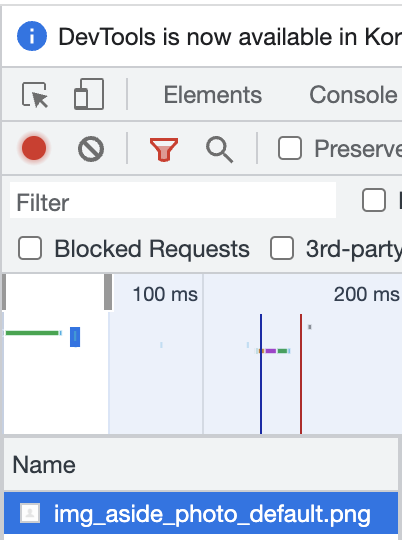 DevTools is now available in Kor
Elements Console
Preserve
Filter
Blocked Requests 3rd-party
100 ms 200 ms
Name
img_aside_photo_default.png